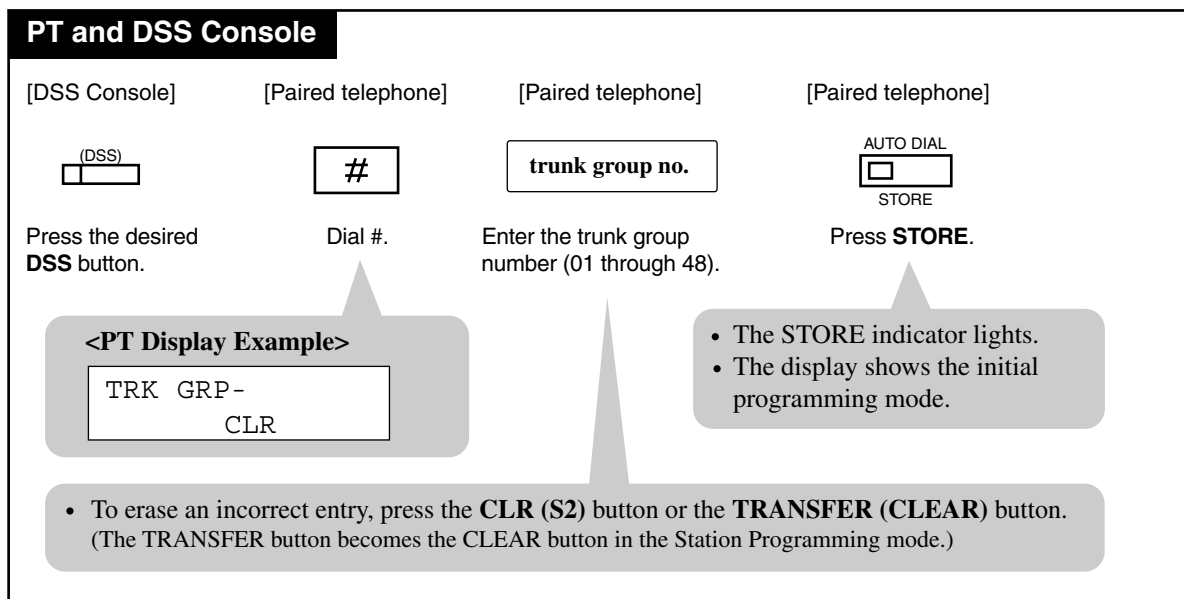 PT and DSS Console
[DSS Console] [Paired telephone] [Paired telephone] [Paired telephone]
(DSS)
#
trunk group no.
AUTO DIAL
STORE
Press the desired
DSS button.
Dial #.
Enter the trunk group
number (01 through 48).
Press STORE.
<PT Display Example>
TRK GRP-
CLR
• The STORE indicator lights.
• The display shows the initial
programming mode.
• To erase an incorrect entry, press the CLR (S2) button or the TRANSFER (CLEAR) button.
(The TRANSFER button becomes the CLEAR button in the Station Programming mode.)